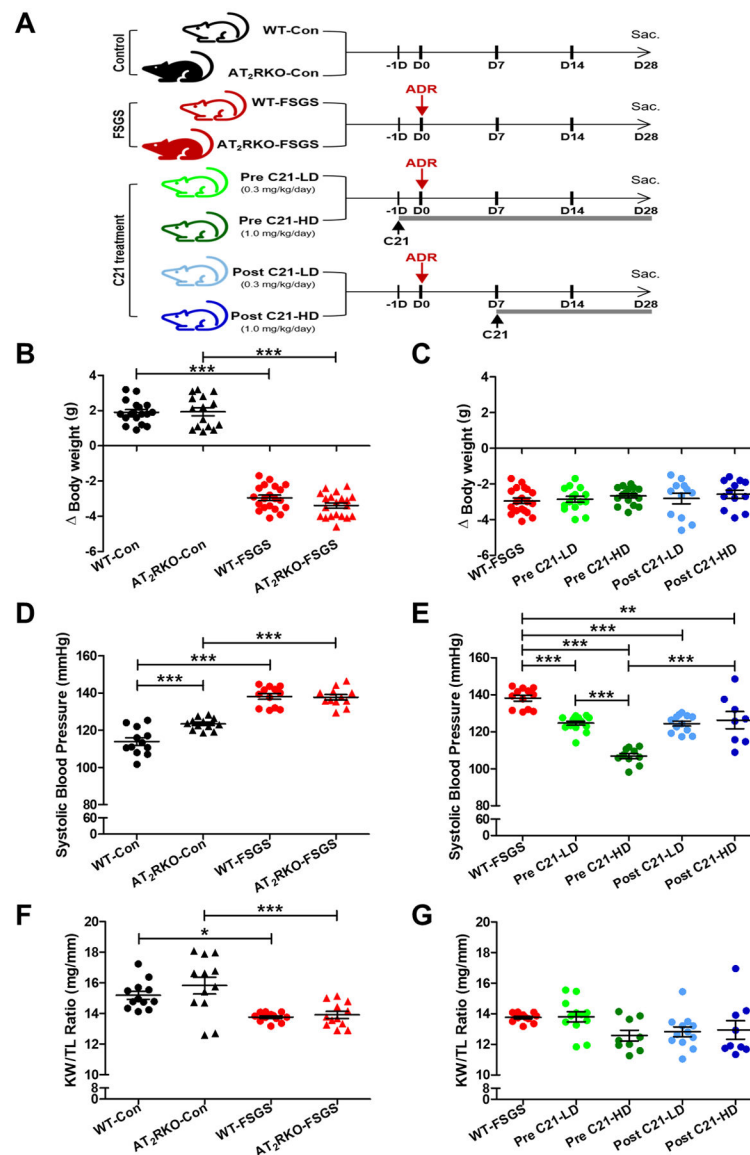 A
Control
WT-Con
AT₂RKO-Con
Sac.
-1D D0 D7 D14 D28
FSGS
WT-FSGS
AT₂RKO-FSGS
ADR
Sac.
-1D D0 D7 D14 D28
C21 treatment
Pre C21-LD
(0.3 mg/kg/day)
Pre C21-HD
(1.0 mg/kg/day)
ADR
Sac.
-1D D0 D7 D14 D28
C21
Post C21-LD
(0.3 mg/kg/day)
Post C21-HD
(1.0 mg/kg/day)
ADR
Sac.
-1D D0 D7 D14 D28
C21
B
Δ Body weight (g)
4
2
0
-2
-4
-6
***
***
WT-Con
AT₂RKO-Con
WT-FSGS
AT₂RKO-FSGS
C
Δ Body weight (g)
4
2
0
-2
-4
-6
WT-FSGS
Pre C21-LD
Pre C21-HD
Post C21-LD
Post C21-HD
D
Systolic Blood Pressure (mmHg)
160
140
120
100
80
60
0
***
***
***
WT-Con
AT₂RKO-Con
WT-FSGS
AT₂RKO-FSGS
E
Systolic Blood Pressure (mmHg)
160
140
120
100
80
60
0
**
***
***
*** ***
***
WT-FSGS
Pre C21-LD
Pre C21-HD
Post C21-LD
Post C21-HD
F
KW/TL Ratio (mg/mm)
20
18
16
14
12
10
8
0
***
*
WT-Con
AT₂RKO-Con
WT-FSGS
AT₂RKO-FSGS
G
KW/TL Ratio (mg/mm)
20
18
16
14
12
10
8
0
WT-FSGS
Pre C21-LD
Pre C21-HD
Post C21-LD
Post C21-HD